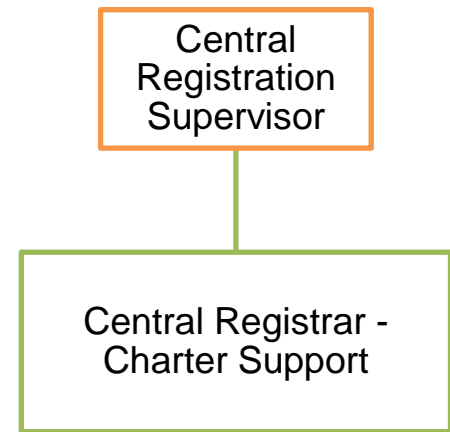 Central
Registration
Supervisor
Central Registrar -
Charter Support